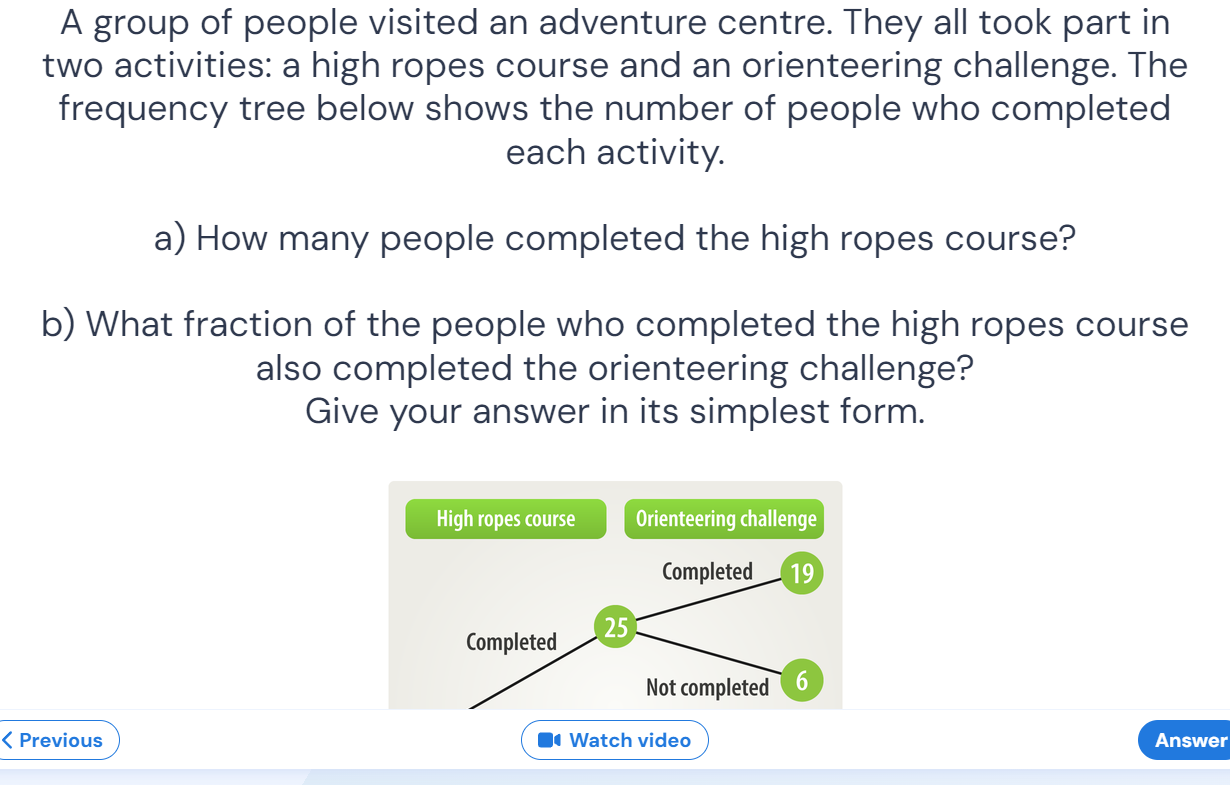 A group of people visited an adventure centre. They all took part in
two activities: a high ropes course and an orienteering challenge. The
frequency tree below shows the number of people who completed
each activity.
a) How many people completed the high ropes course?
b) What fraction of the people who completed the high ropes course
also completed the orienteering challenge?
Give your answer in its simplest form.
High ropes course
Orienteering challenge
Completed
19
25
Completed
Not completed
6
Previous
Watch video
Answer